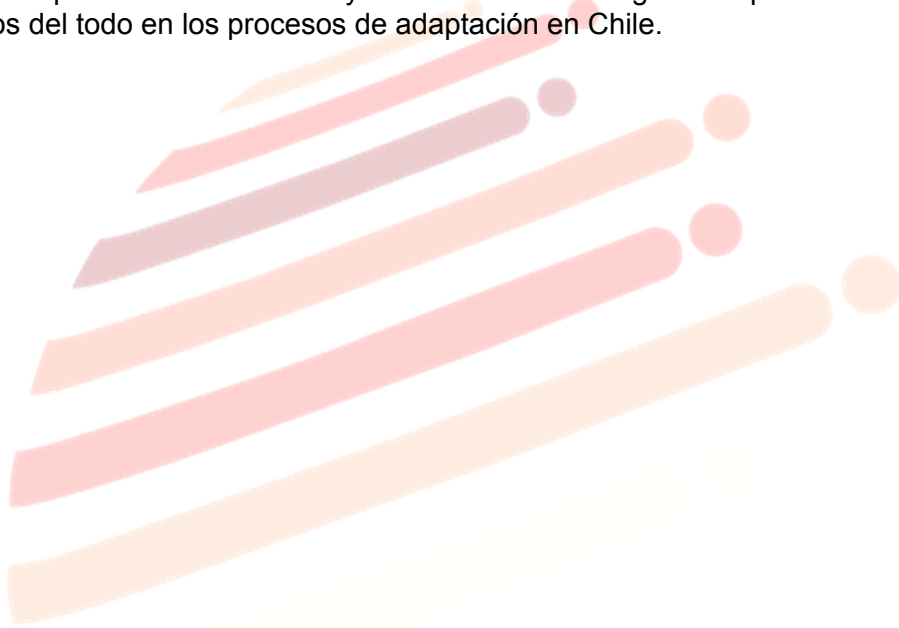 os del todo en los procesos de adaptación en Chile.